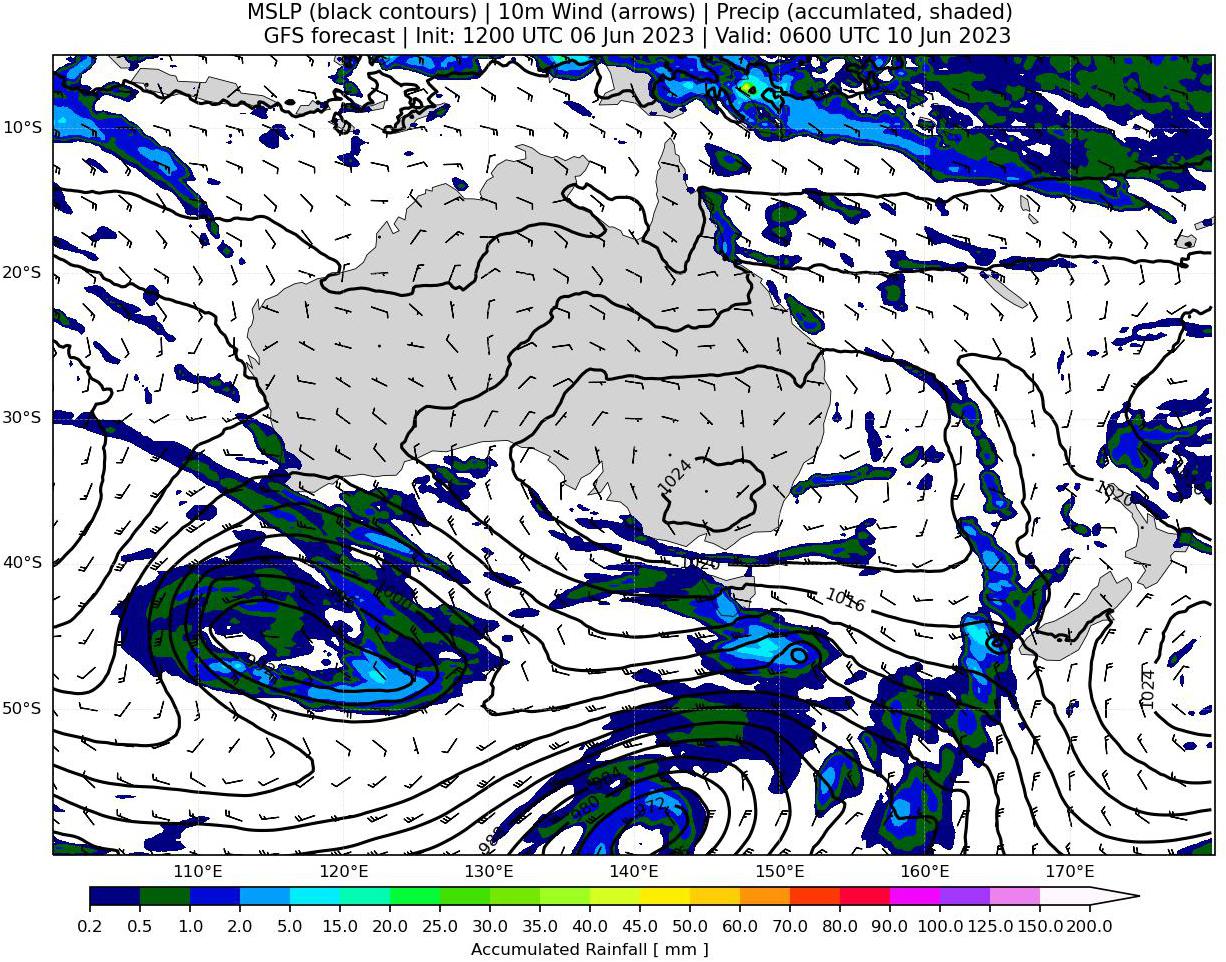 MSLP (black contours) | 10m Wind (arrows) | Precip (accumlated, shaded)
GFS forecast | Init: 1200 UTC 06 Jun 2023 | Valid: 0600 UTC 10 Jun 2023
10°S
20°S
30°S
1024
1020
40°S
1020
1000
1016
1024
50°S
984
980
972
988
110°E 120°E 130°E 140°E 150°E 160°E 170°E
0.2 0.5 1.0 2.0 5.0 10.0 15.0 20.0 25.0 30.0 35.0 40.0 45.0 50.0 60.0 70.0 80.0 90.0 100.0 125.0 150.0 200.0
Accumulated Rainfall [ mm ]